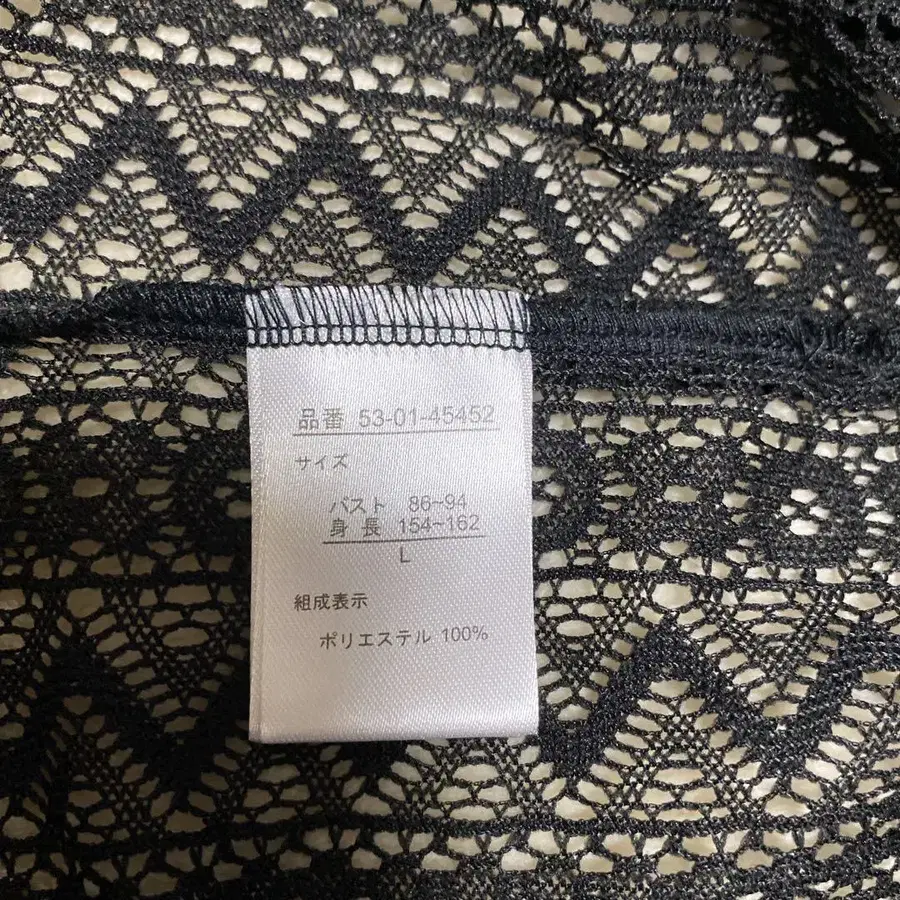 品番 53-01-45452
サイズ
バスト 86~94
身長 154~162
L
組成表示
ポリエステル 100%